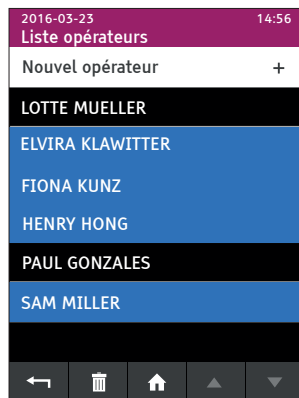 2016-03-23 14:56
Liste opérateurs
Nouvel opérateur +
LOTTE MUELLER
ELVIRA KLAWITTER
FIONA KUNZ
HENRY HONG
PAUL GONZALES
SAM MILLER